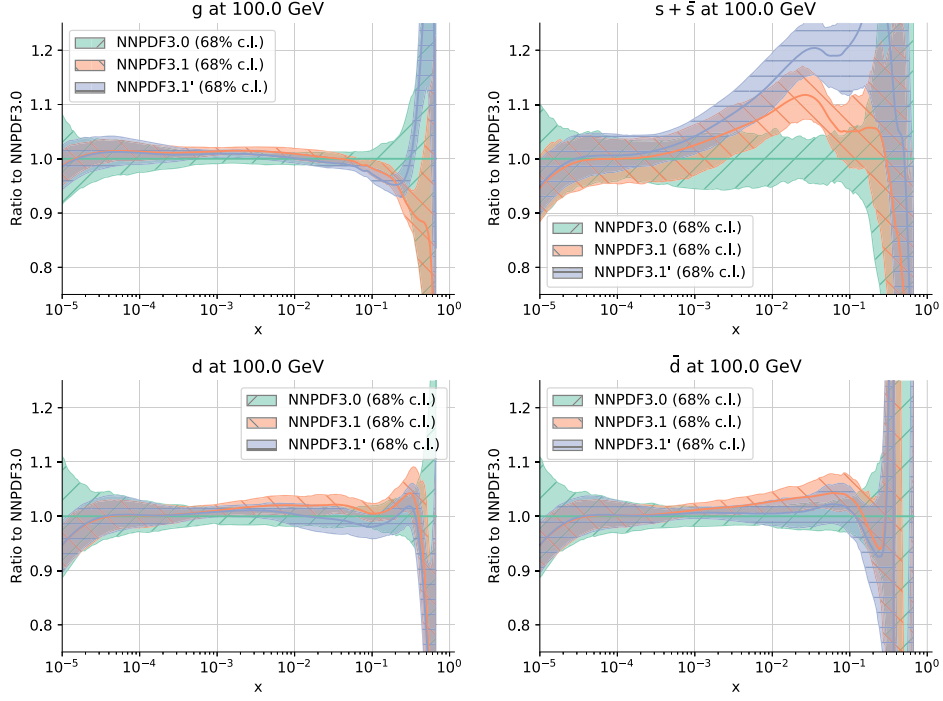 g at 100.0 GeV
Ratio to NNPDF3.0
1.2
1.1
1.0
0.9
0.8
NNPDF3.0 (68% c.l.)
NNPDF3.1 (68% c.l.)
NNPDF3.1' (68% c.l.)
10⁻⁵ 10⁻⁴ 10⁻³ 10⁻² 10⁻¹ 10⁰
x
s + s̄ at 100.0 GeV
Ratio to NNPDF3.0
1.2
1.1
1.0
0.9
0.8
NNPDF3.0 (68% c.l.)
NNPDF3.1 (68% c.l.)
NNPDF3.1' (68% c.l.)
10⁻⁵ 10⁻⁴ 10⁻³ 10⁻² 10⁻¹ 10⁰
x
d at 100.0 GeV
Ratio to NNPDF3.0
1.2
1.1
1.0
0.9
0.8
NNPDF3.0 (68% c.l.)
NNPDF3.1 (68% c.l.)
NNPDF3.1' (68% c.l.)
10⁻⁵ 10⁻⁴ 10⁻³ 10⁻² 10⁻¹ 10⁰
x
d̄ at 100.0 GeV
Ratio to NNPDF3.0
1.2
1.1
1.0
0.9
0.8
NNPDF3.0 (68% c.l.)
NNPDF3.1 (68% c.l.)
NNPDF3.1' (68% c.l.)
10⁻⁵ 10⁻⁴ 10⁻³ 10⁻² 10⁻¹ 10⁰
x